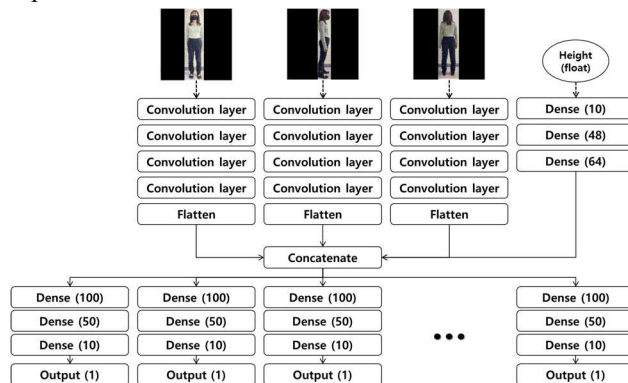 Height
(float)
Convolution layer Convolution layer Convolution layer Dense (10)
Convolution layer Convolution layer Convolution layer Dense (48)
Convolution layer Convolution layer Convolution layer Dense (64)
Convolution layer Convolution layer Convolution layer
Flatten Flatten Flatten
Concatenate
Dense (100) Dense (100) Dense (100) Dense (100)
Dense (50) Dense (50) Dense (50) Dense (50)
Dense (10) Dense (10) Dense (10) Dense (10)
Output (1) Output (1) Output (1) Output (1)